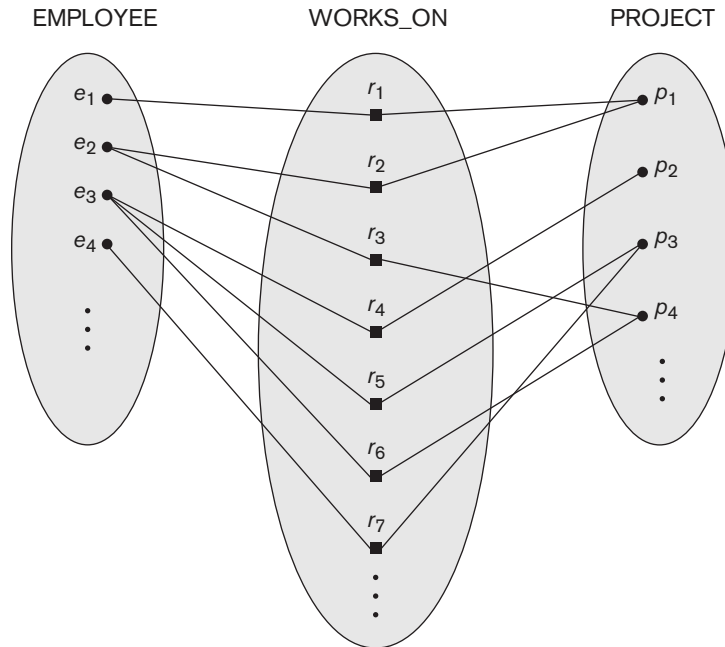 EMPLOYEE
WORKS_ON
PROJECT
e1
e2
e3
e4
r1
r2
r3
r4
r5
r6
r7
p1
p2
p3
p4